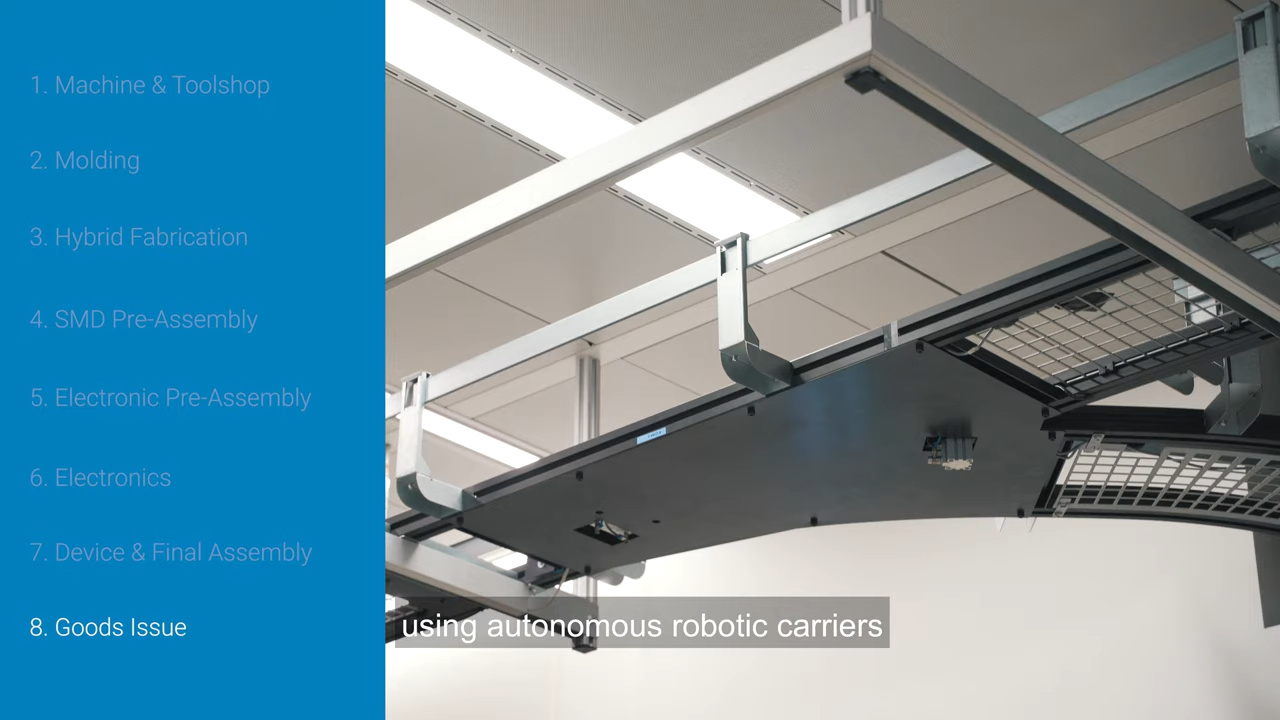 1. Machine & Toolshop
2. Molding
3. Hybrid Fabrication
4. SMD Pre-Assembly
5. Electronic Pre-Assembly
6. Electronics
7. Device & Final Assembly
8. Goods Issue
using autonomous robotic carriers